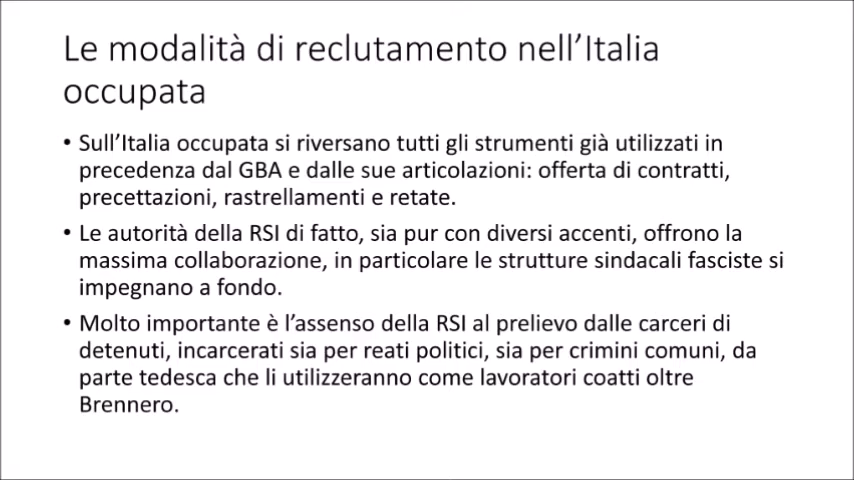 Le modalità di reclutamento nell’Italia
occupata
• Sull’Italia occupata si riversano tutti gli strumenti già utilizzati in
precedenza dal GBA e dalle sue articolazioni: offerta di contratti,
precettazioni, rastrellamenti e retate.
• Le autorità della RSI di fatto, sia pur con diversi accenti, offrono la
massima collaborazione, in particolare le strutture sindacali fasciste si
impegnano a fondo.
• Molto importante è l’assenso della RSI al prelievo dalle carceri di
detenuti, incarcerati sia per reati politici, sia per crimini comuni, da
parte tedesca che li utilizzeranno come lavoratori coatti oltre
Brennero.